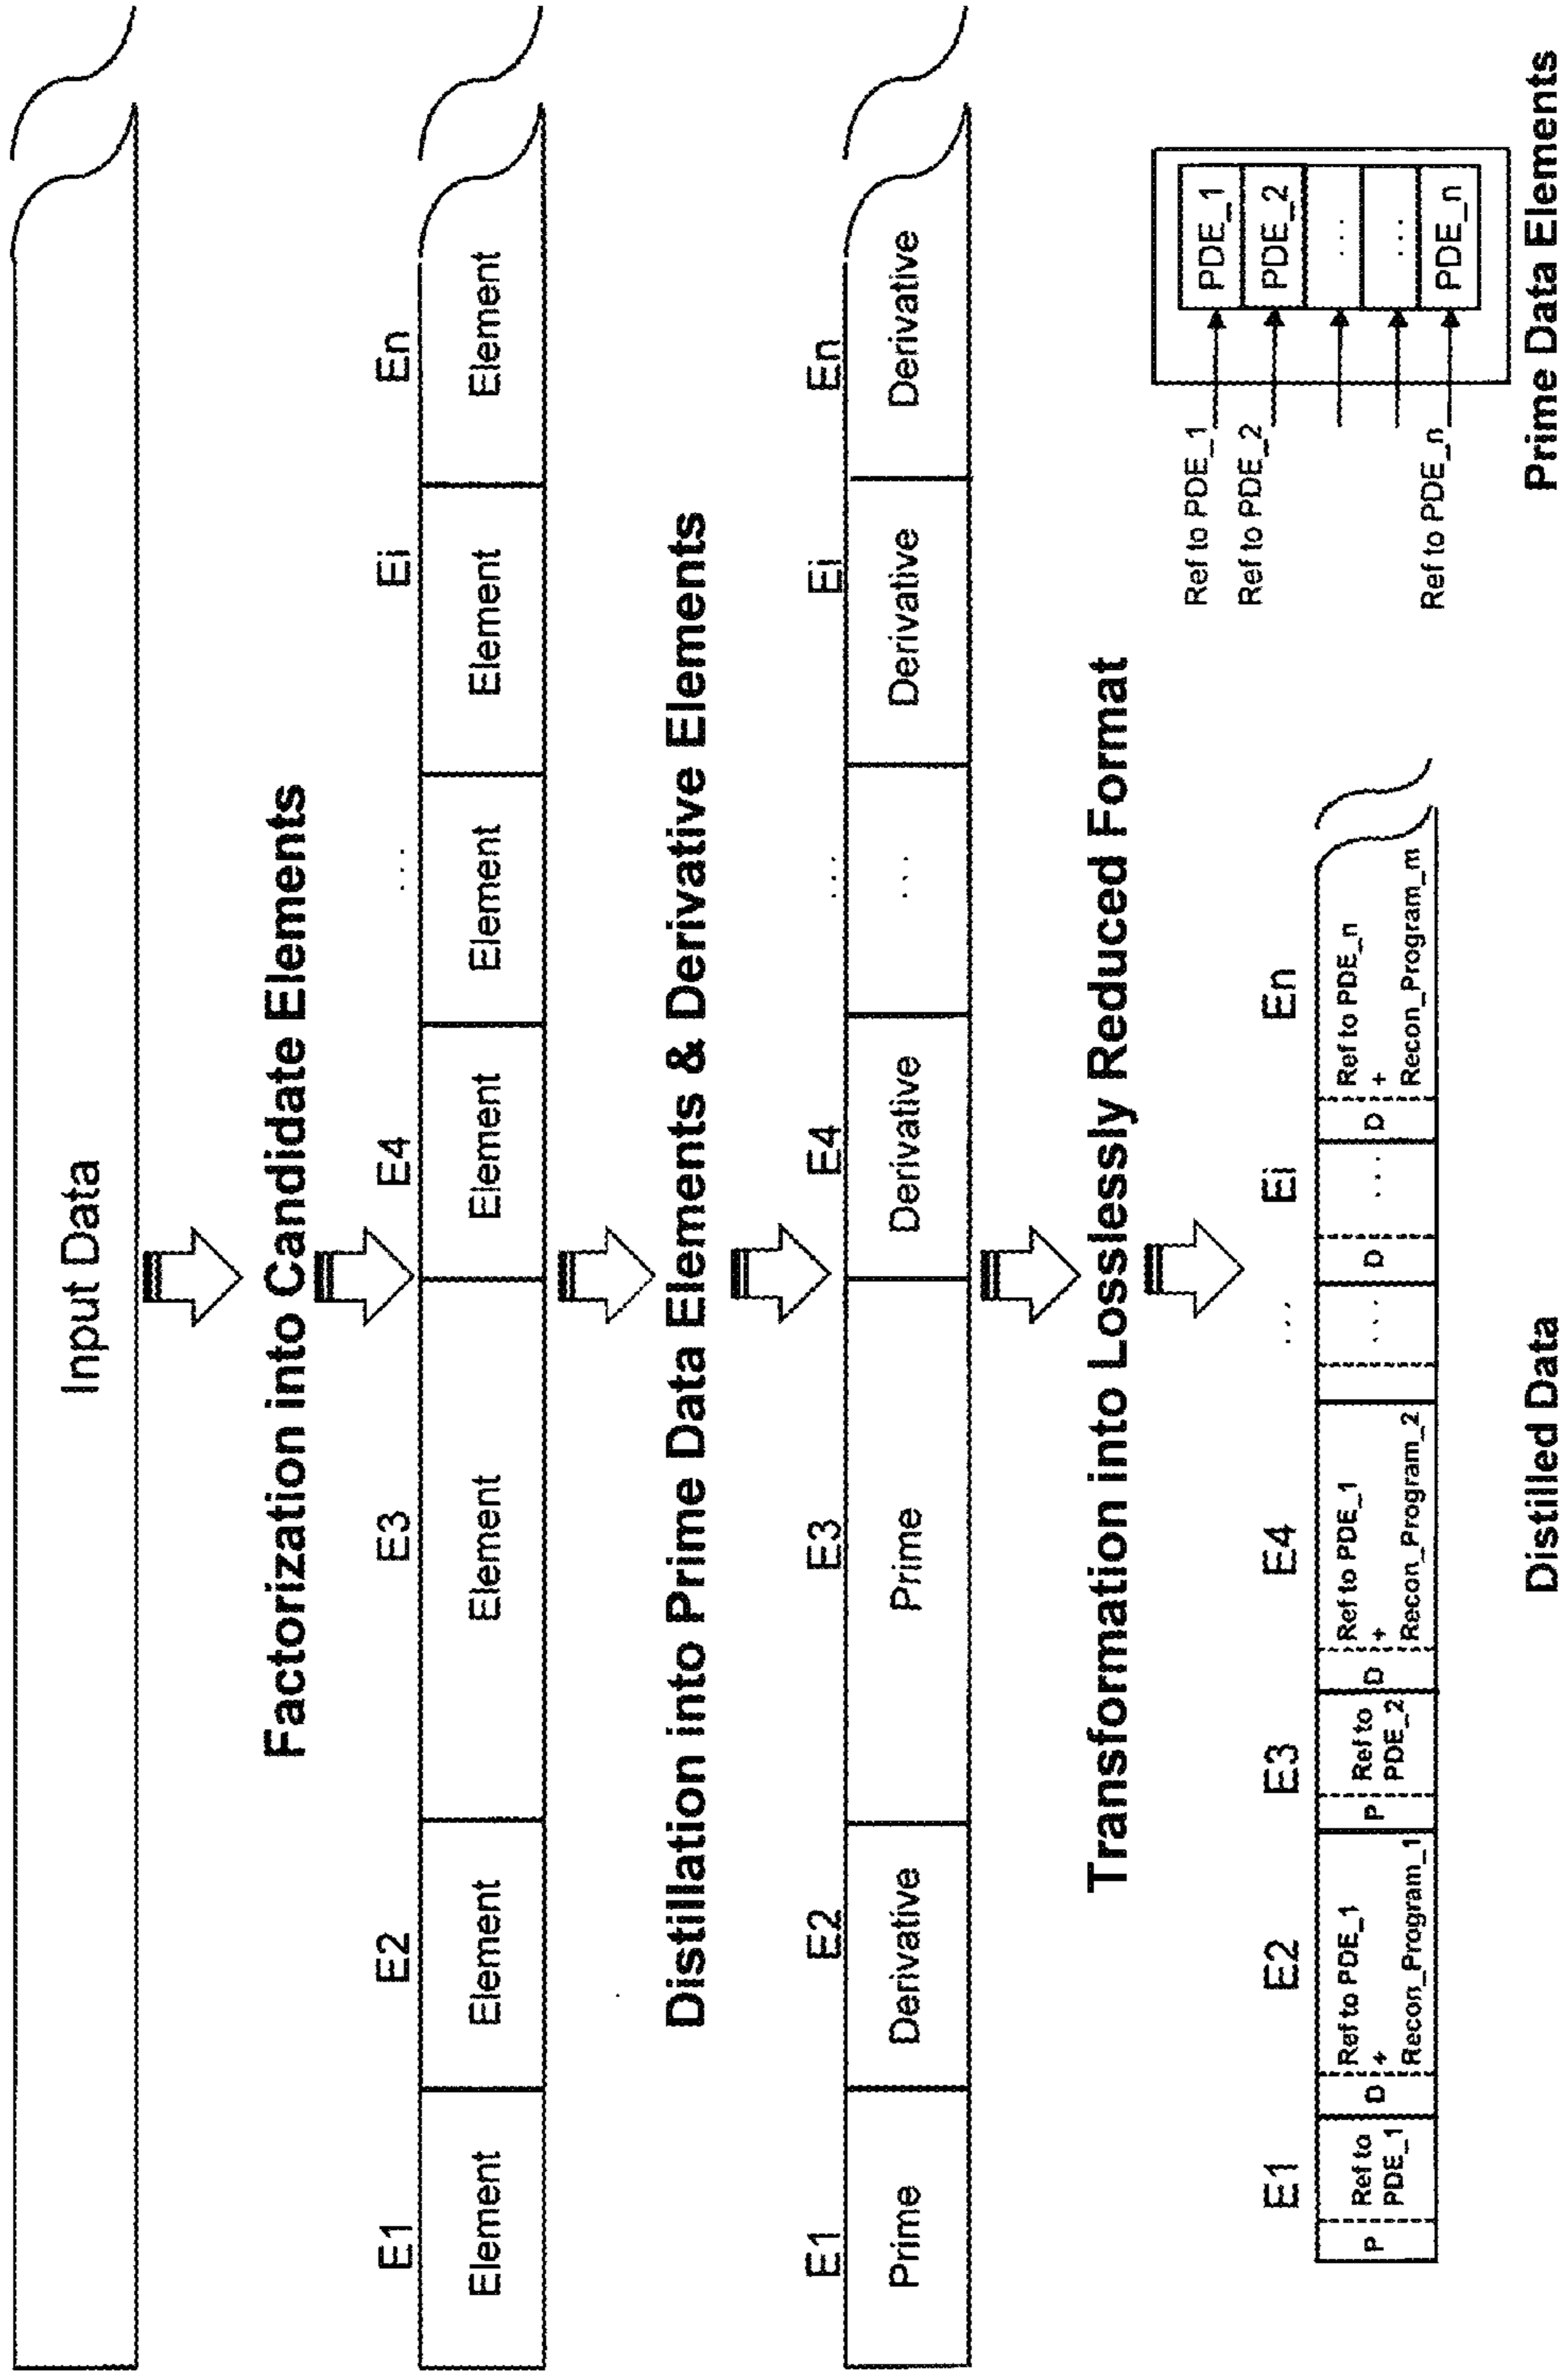 Input Data
Factorization into Candidate Elements
E1
E2
E3
E4
...
Ei
En
Element
Element
Element
Element
Element
Element
Element
Distillation into Prime Data Elements & Derivative Elements
E1
E2
E3
E4
...
Ei
En
Prime
Derivative
Prime
Derivative
...
Derivative
Derivative
Transformation into Losslessly Reduced Format
E1
E2
E3
E4
...
Ei
En
P
Ref to
PDE_1
D
Ref to PDE_1
+
Recon_Program_1
P
Ref to
PDE_2
D
Ref to PDE_1
+
Recon_Program_2
...
D
...
D
Ref to PDE_n
+
Recon_Program_m
Distilled Data
Ref to PDE_1
Ref to PDE_2
Ref to PDE_n
PDE_1
PDE_2
...
...
PDE_n
Prime Data Elements